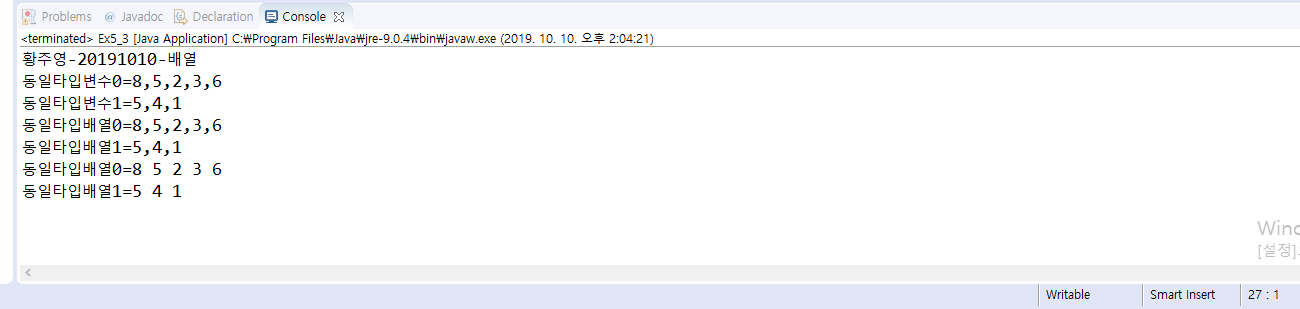 Problems @ Javadoc Declaration Console
<terminated> Ex5_3 [Java Application] C:₩Program Files₩Java₩jre-9.0.4₩bin₩javaw.exe (2019. 10. 10. 오후 2:04:21)
황주영-20191010-배열
동일타입변수0=8,5,2,3,6
동일타입변수1=5,4,1
동일타입배열0=8,5,2,3,6
동일타입배열1=5,4,1
동일타입배열0=8 5 2 3 6
동일타입배열1=5 4 1
[설정]
Writable Smart Insert 27 : 1